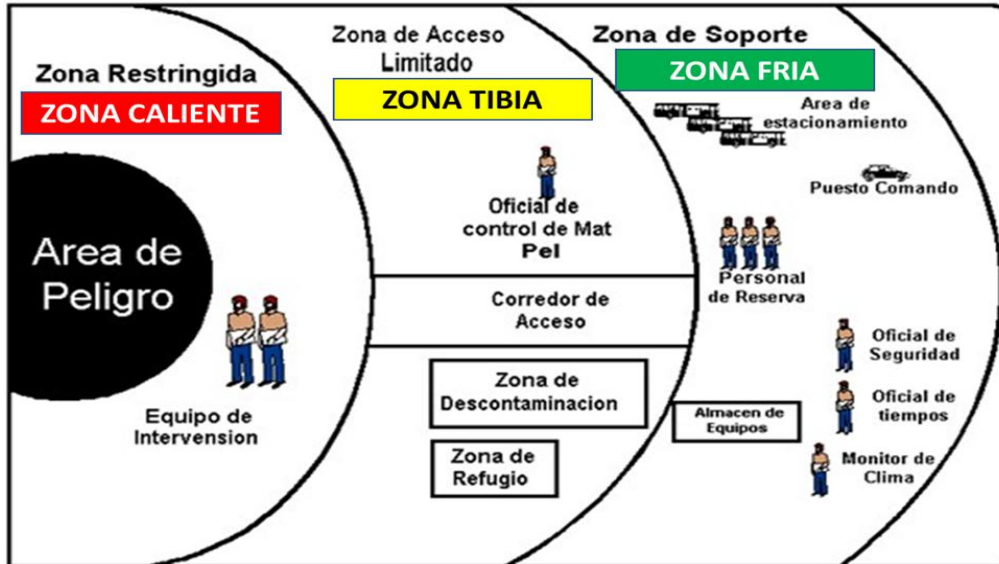 Zona Restringida
ZONA CALIENTE
Area de
Peligro
Equipo de
Intervension
Zona de Acceso
Limitado
ZONA TIBIA
Oficial de
control de Mat
Pel
Corredor de
Acceso
Zona de
Descontaminacion
Zona de
Refugio
Zona de Soporte
ZONA FRIA
Area de
estacionamiento
Puesto Comando
Personal
de Reserva
Oficial de
Seguridad
Oficial de
tiempos
Almacen de
Equipos
Monitor de
Clima